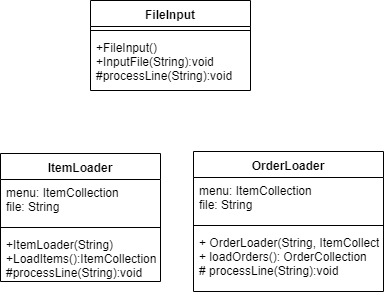 FileInput
+FileInput()
+InputFile(String):void
#processLine(String):void
ItemLoader
menu: ItemCollection
file: String
+ItemLoader(String)
+LoadItems():ItemCollection
#processLine(String):void
OrderLoader
menu: ItemCollection
file: String
+ OrderLoader(String, ItemCollect
+ loadOrders(): OrderCollection
# processLine(String):void